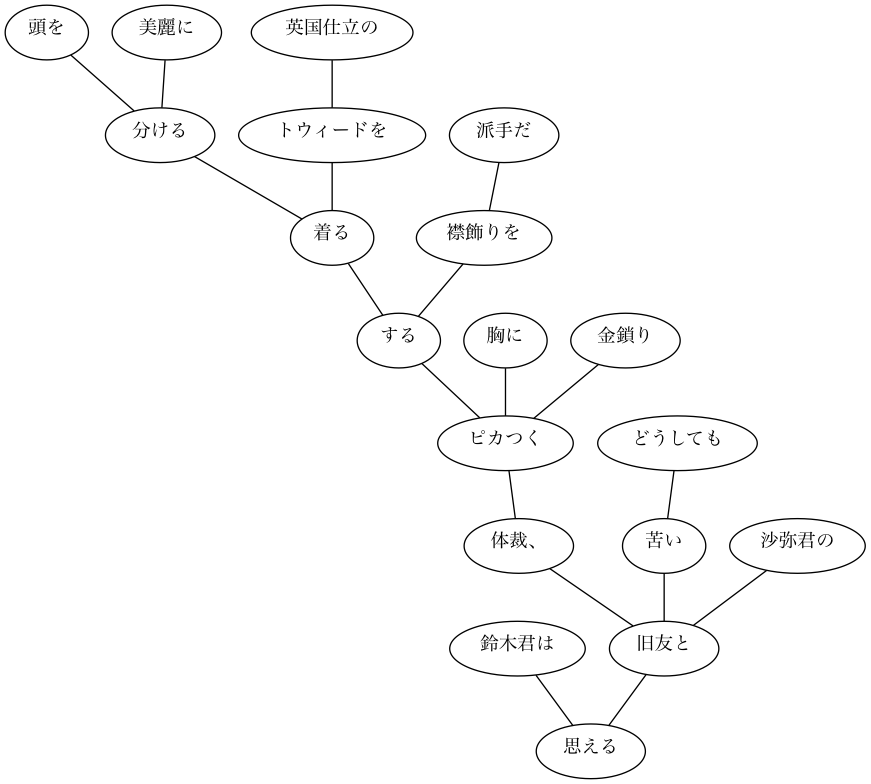 頭を
美麗に
英国仕立の
分ける
トウィードを
派手だ
着る
襟飾りを
する
胸に
金鎖り
ピカつく
どうしても
体裁、
苦い
沙弥君の
鈴木君は
旧友と
思える